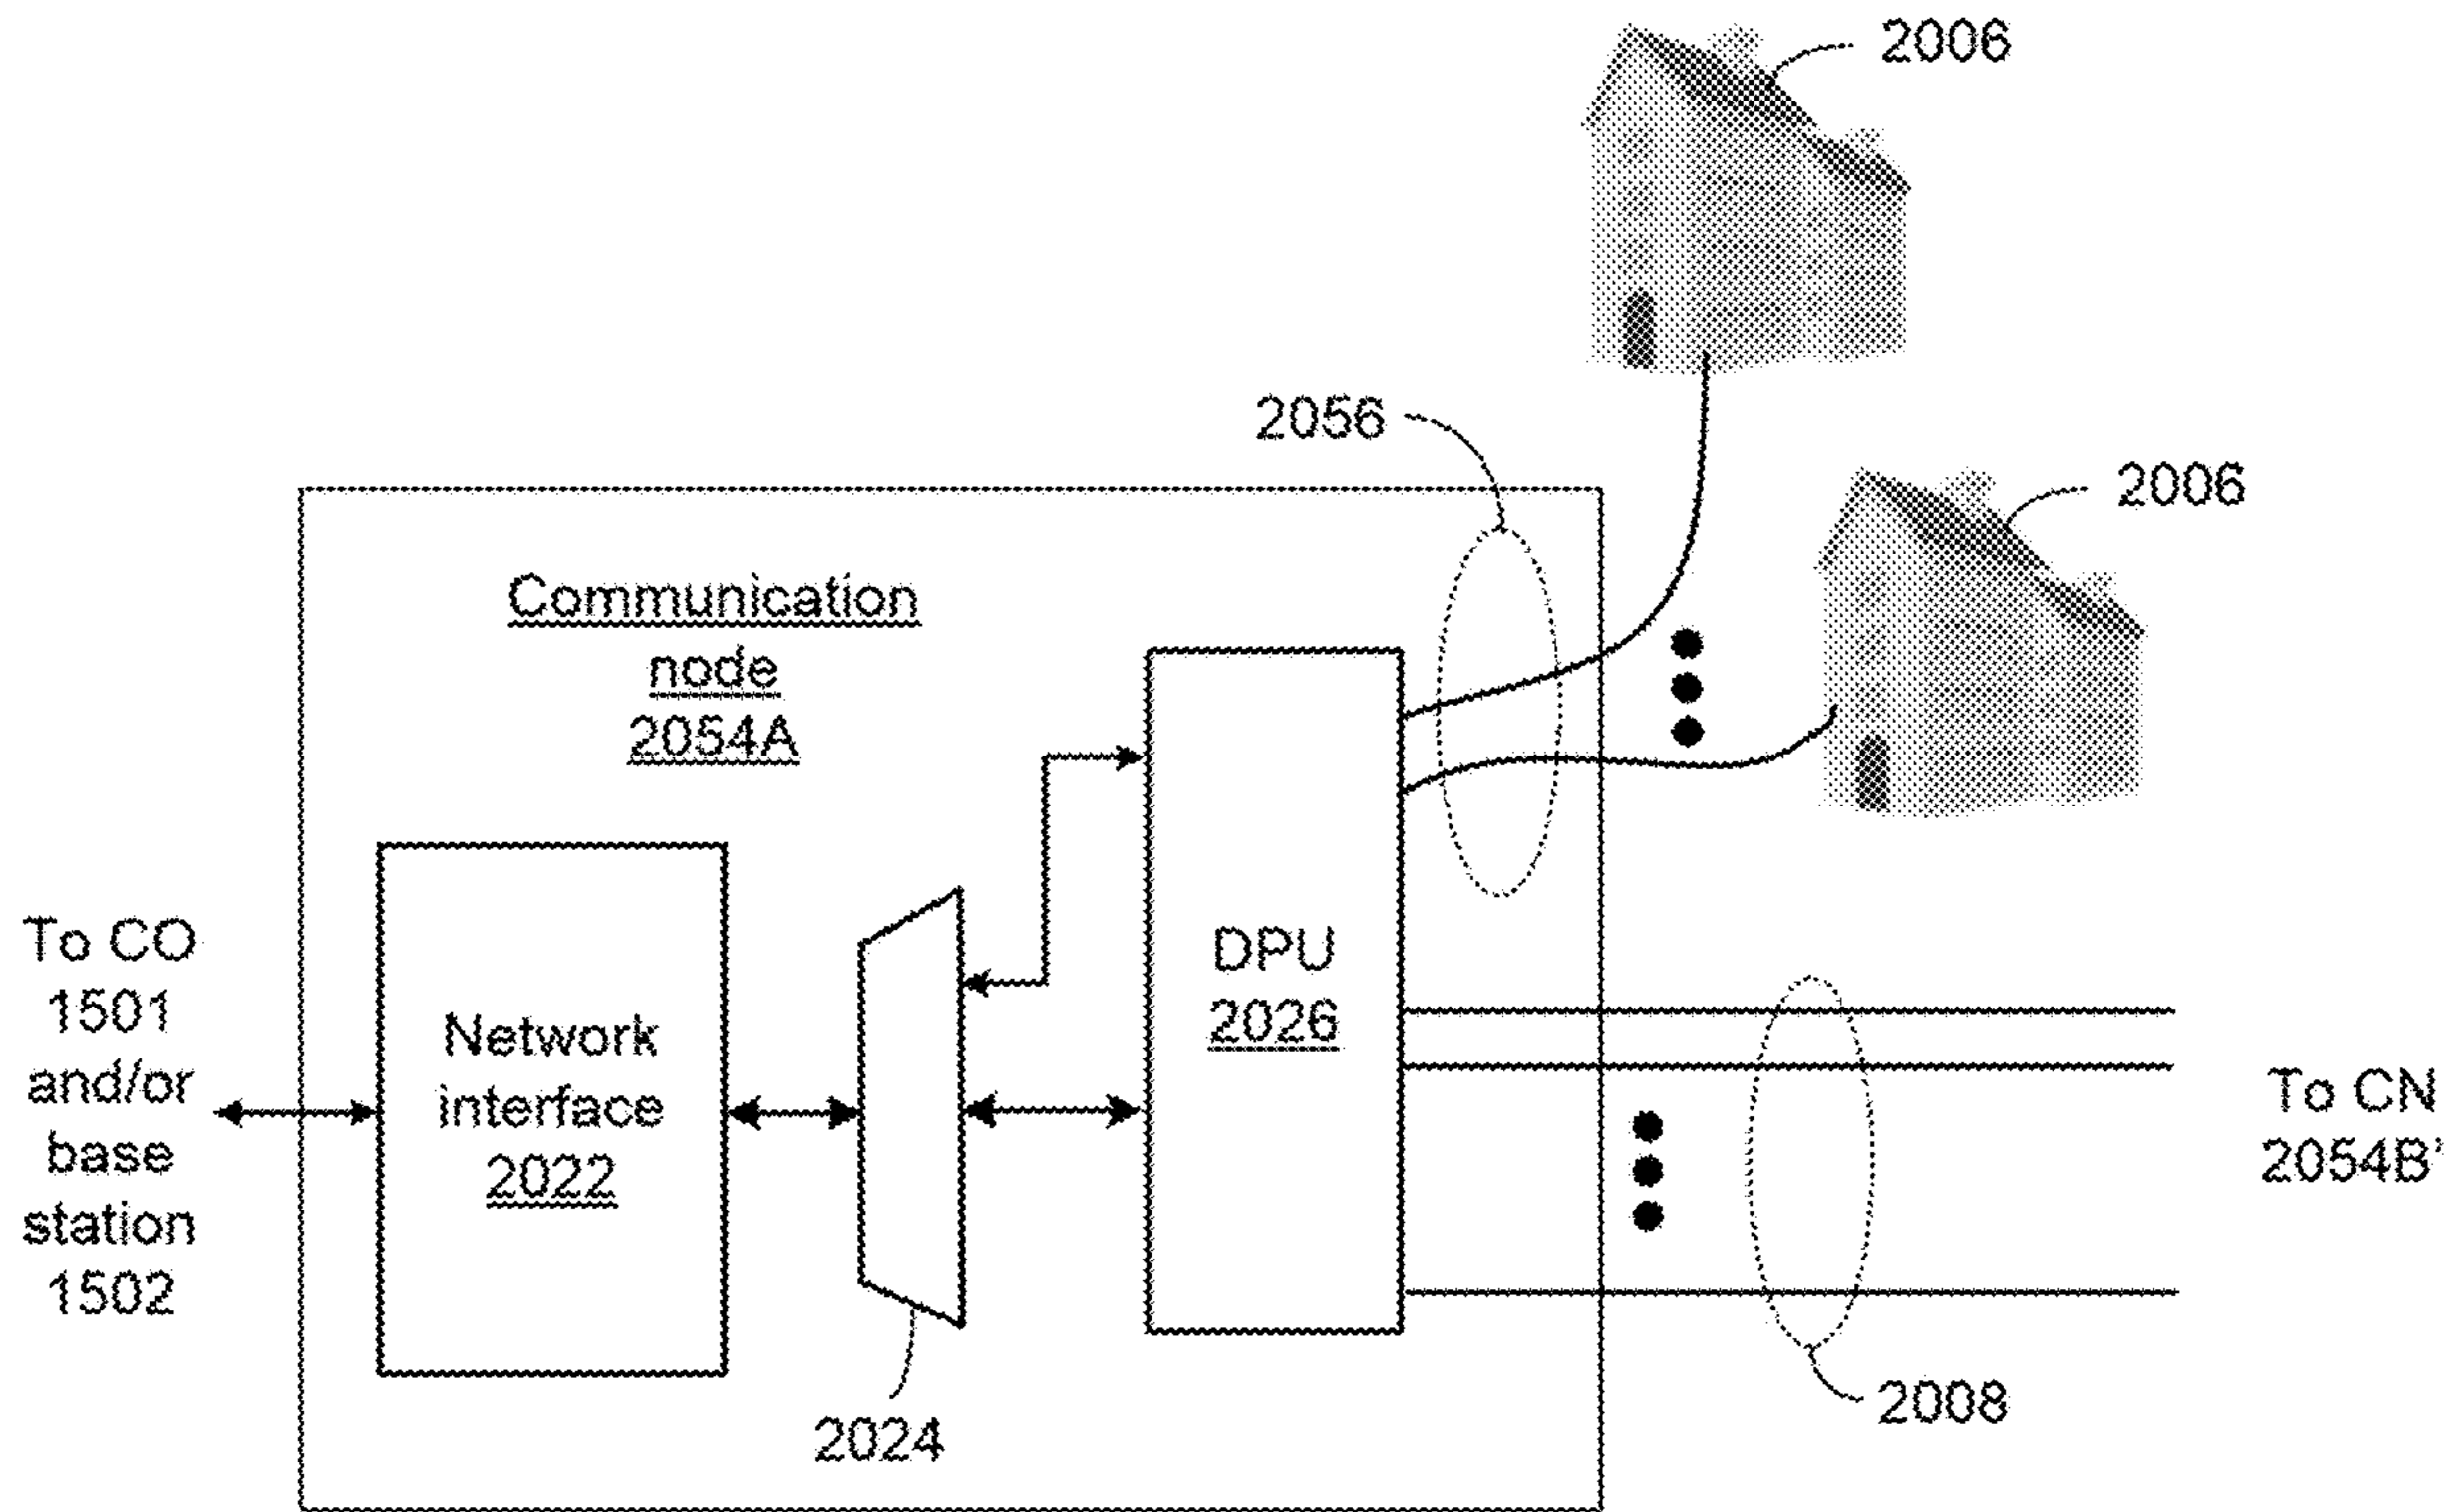 2006
2056
2006
Communication
node
2054A
To CO
1501
and/or
base
station
1502
Network
interface
2022
DPU
2026
To CN
2054B'
2008
2024